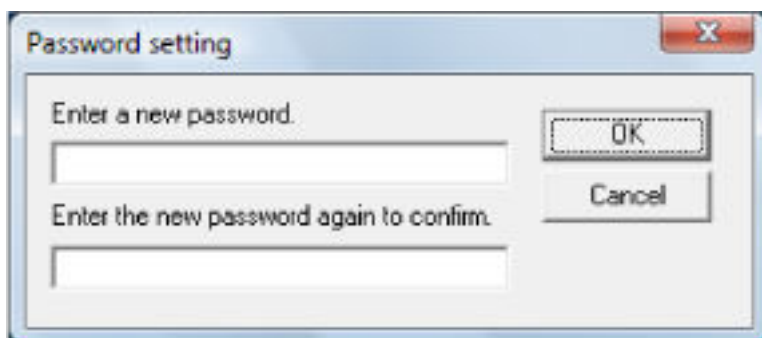 Password setting
Enter a new password.
OK
Cancel
Enter the new password again to confirm.